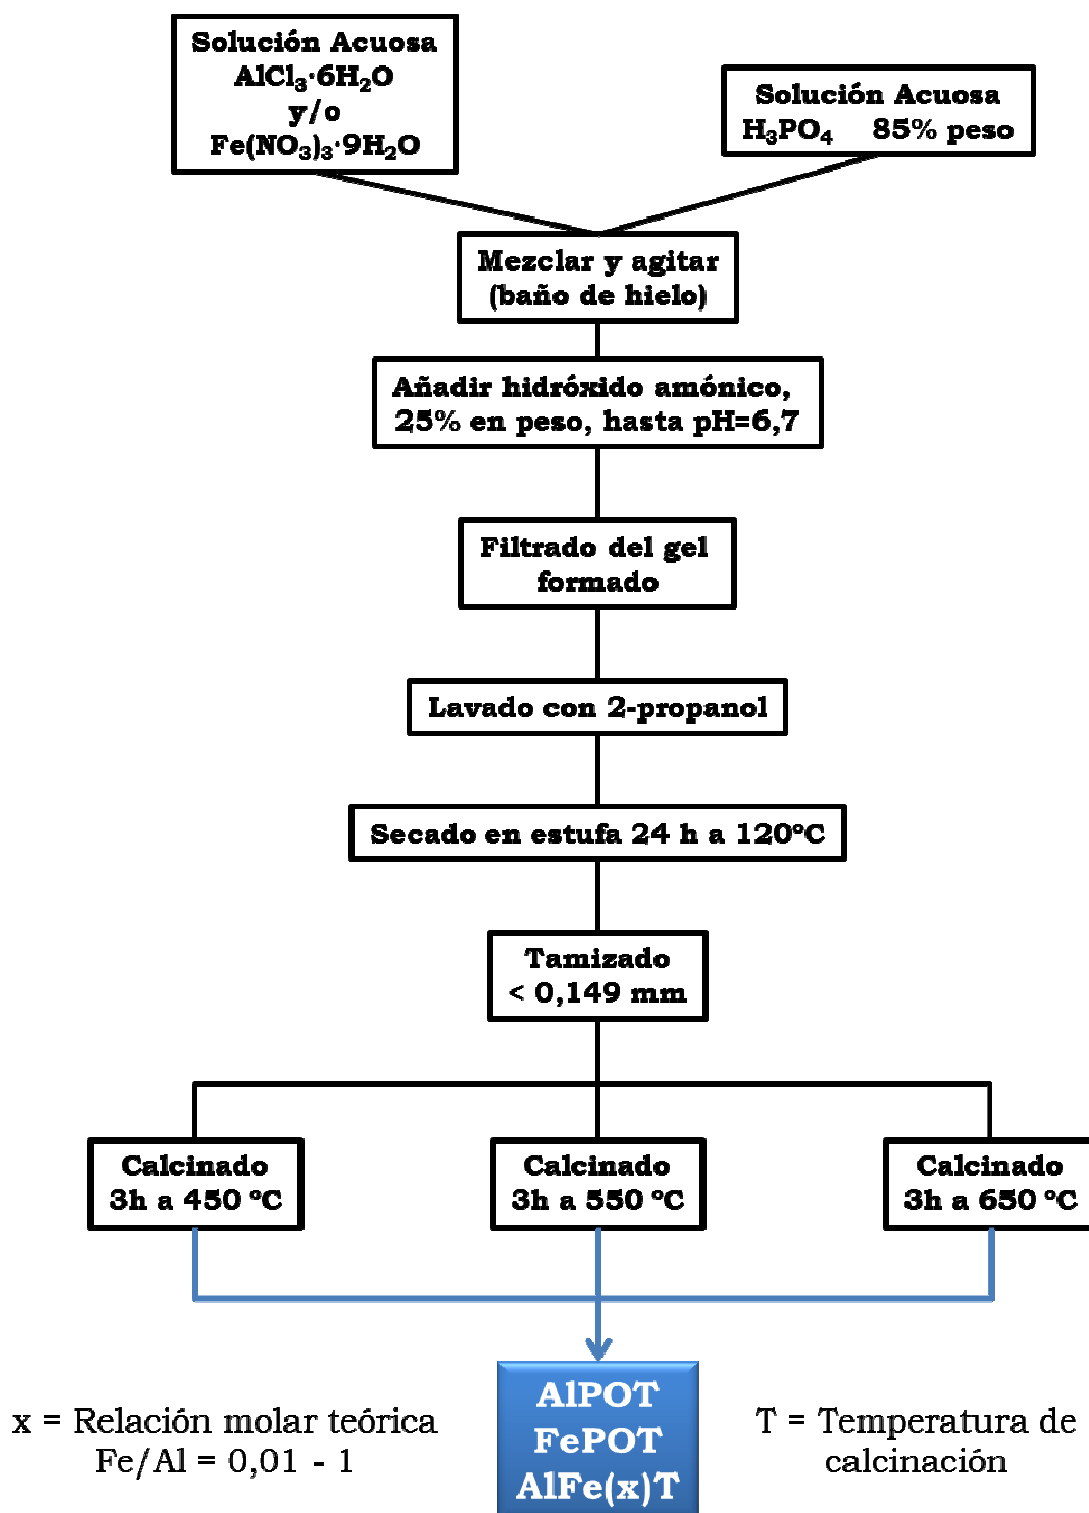 Solución Acuosa
AlCl₃·6H₂O
y/o
Fe(NO₃)₃·9H₂O
Solución Acuosa
H₃PO₄ 85% peso
Mezclar y agitar
(baño de hielo)
Añadir hidróxido amónico,
25% en peso, hasta pH=6,7
Filtrado del gel
formado
Lavado con 2-propanol
Secado en estufa 24 h a 120ºC
Tamizado
< 0,149 mm
Calcinado
3h a 450 ºC
Calcinado
3h a 550 ºC
Calcinado
3h a 650 ºC
x = Relación molar teórica
Fe/Al = 0,01 - 1
AlPOT
FePOT
AlFe(x)T
T = Temperatura de
calcinación